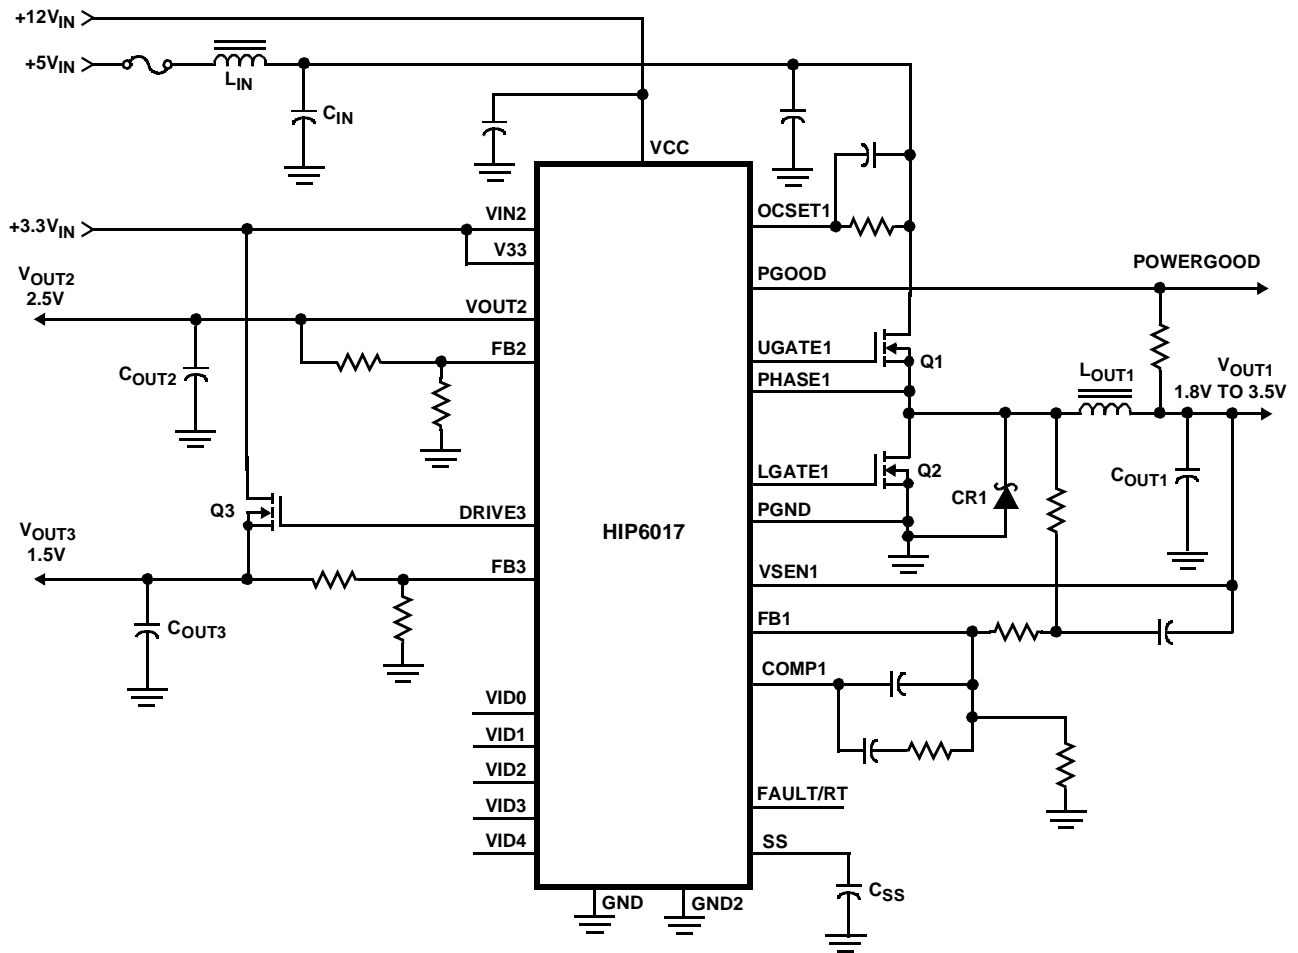 +12VIN
+5VIN
LIN
CIN
VCC
+3.3VIN
VIN2
V33
OCSET1
VOUT2
2.5V
VOUT2
PGOOD
POWERGOOD
FB2
COUT2
UGATE1
Q1
PHASE1
LOUT1
VOUT1
1.8V TO 3.5V
LGATE1
Q2
CR1
COUT1
PGND
Q3
DRIVE3
HIP6017
VOUT3
1.5V
FB3
VSEN1
COUT3
FB1
COMP1
VID0
VID1
VID2
VID3
VID4
FAULT/RT
SS
CSS
GND
GND2